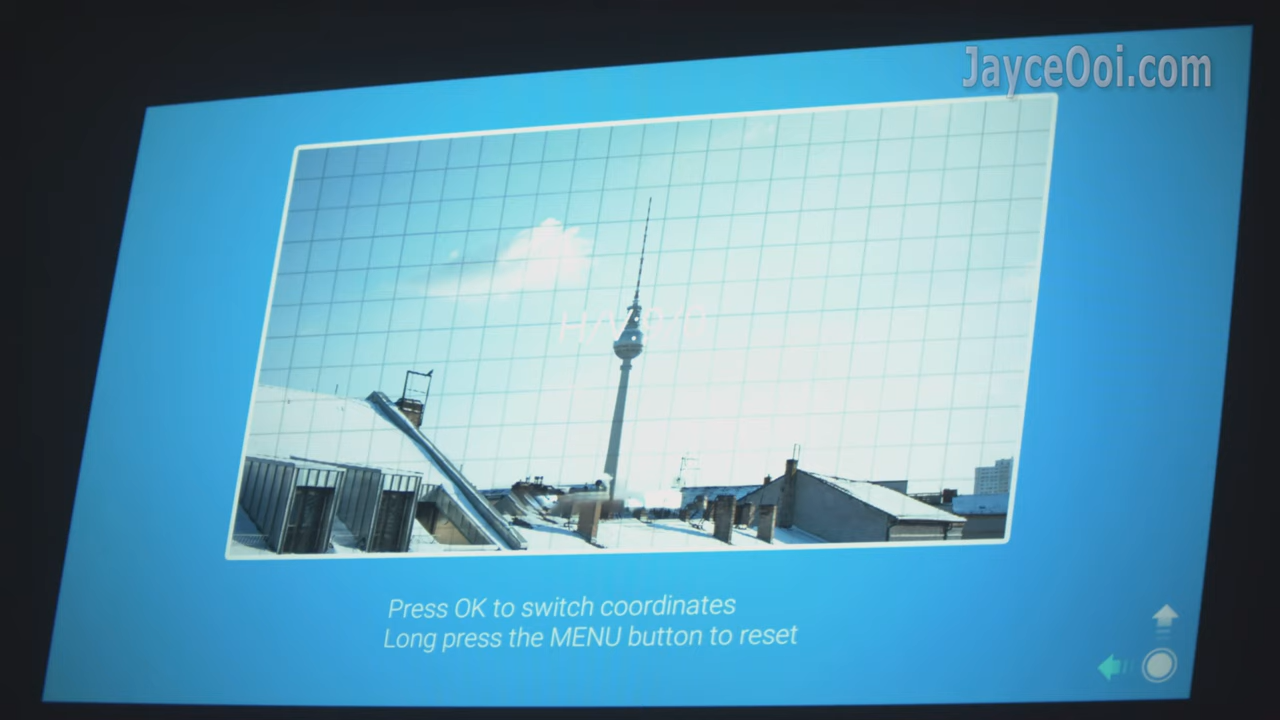 JayceOoi.com
Press OK to switch coordinates
Long press the MENU button to reset